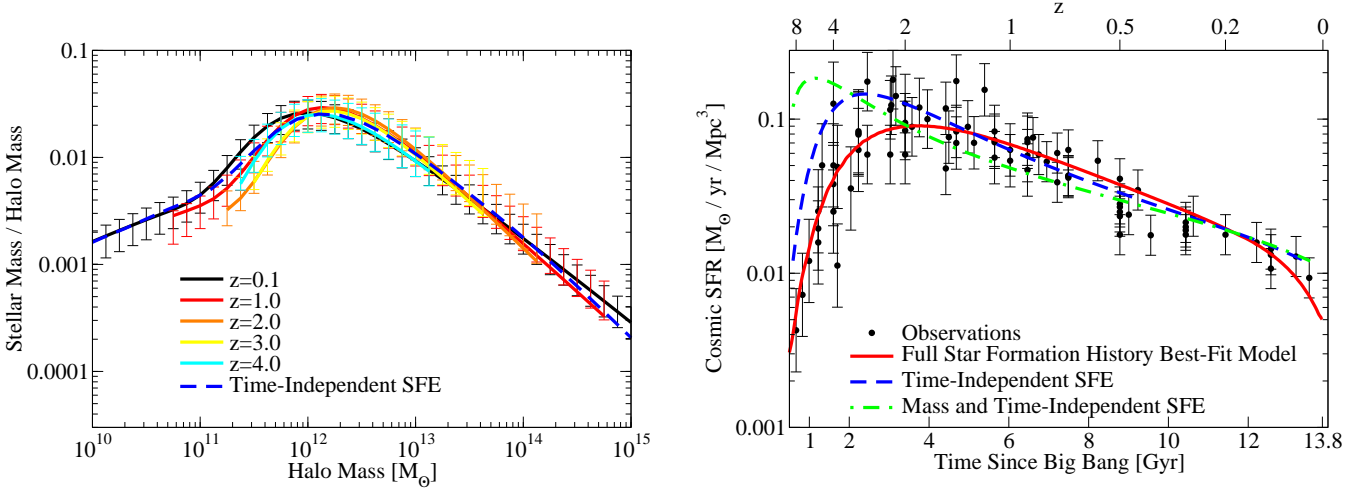 Stellar Mass / Halo Mass
0.1
0.01
0.001
0.0001
10^10
10^11
10^12
10^13
10^14
10^15
Halo Mass [M_⊙]
z=0.1
z=1.0
z=2.0
z=3.0
z=4.0
Time-Independent SFE
z
8
4
2
1
0.5
0.2
0
Cosmic SFR [M_⊙ / yr / Mpc^3]
0.1
0.01
0.001
1
2
4
6
8
10
12
13.8
Time Since Big Bang [Gyr]
Observations
Full Star Formation History Best-Fit Model
Time-Independent SFE
Mass and Time-Independent SFE